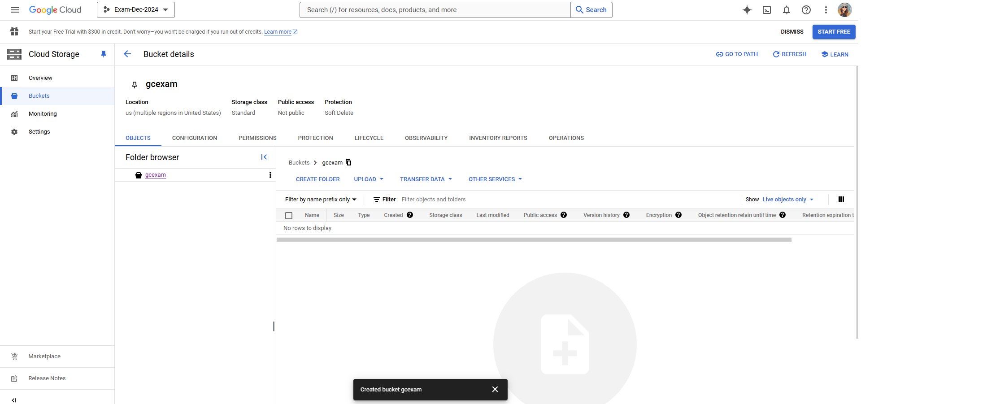 Google Cloud
Exam-Dec-2024
Search (/) for resources, docs, products, and more
Search
Start your Free Trial with $300 in credit. Don't worry—you won't be charged if you run out of credits. Learn more
DISMISS
START FREE
Cloud Storage
Bucket details
GO TO PATH
REFRESH
LEARN
Overview
Buckets
Monitoring
Settings
gcexam
Location
Storage class
Public access
Protection
us (multiple regions in United States)
Standard
Not public
Soft Delete
OBJECTS
CONFIGURATION
PERMISSIONS
PROTECTION
LIFECYCLE
OBSERVABILITY
INVENTORY REPORTS
OPERATIONS
Folder browser
gcexam
Buckets
gcexam
CREATE FOLDER
UPLOAD
TRANSFER DATA
OTHER SERVICES
Filter by name prefix only
Filter
Filter objects and folders
Show
Live objects only
Name
Size
Type
Created
Storage class
Last modified
Public access
Version history
Encryption
Object retention retain until time
Retention expiration t
No rows to display
Marketplace
Release Notes
Created bucket gcexam